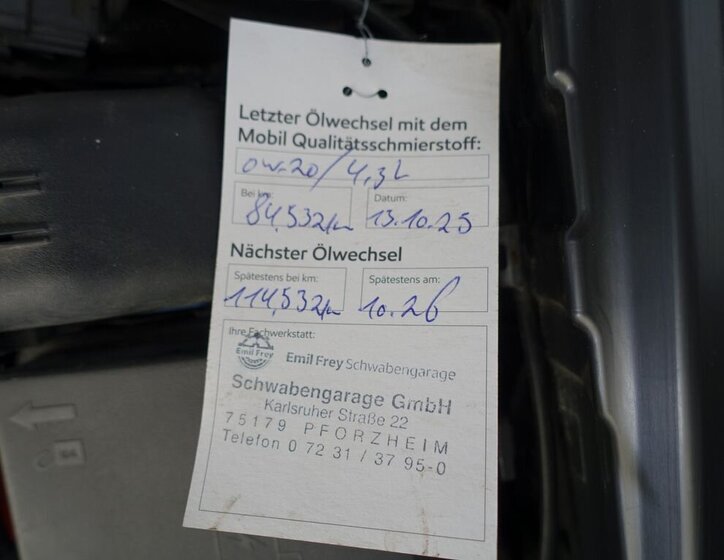 Letzter Ölwechsel mit dem
Mobil Qualitätsschmierstoff:
0W-20/4,3L
Bei km:
84.532km
Datum:
13.10.25
Nächster Ölwechsel
Spätestens bei km:
114.532km
Spätestens am:
10.26
Ihre Fachwerkstatt:
Emil Frey
Emil Frey Schwabengarage
Schwabengarage GmbH
Karlsruher Straße 22
75179 PFORZHEIM
Telefon 0 72 31 / 37 95-0